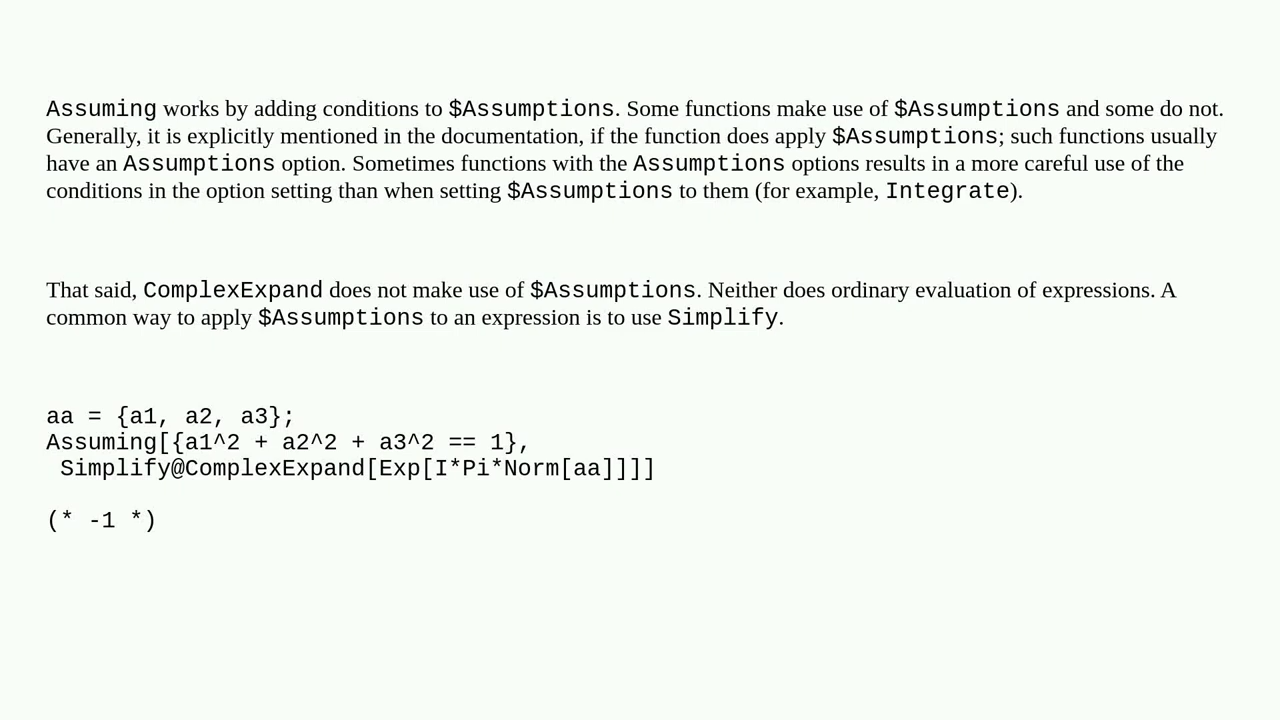 Assuming works by adding conditions to $Assumptions. Some functions make use of $Assumptions and some do not.
Generally, it is explicitly mentioned in the documentation, if the function does apply $Assumptions; such functions usually
have an Assumptions option. Sometimes functions with the Assumptions options results in a more careful use of the
conditions in the option setting than when setting $Assumptions to them (for example, Integrate).
That said, ComplexExpand does not make use of $Assumptions. Neither does ordinary evaluation of expressions. A
common way to apply $Assumptions to an expression is to use Simplify.
aa = {a1, a2, a3};
Assuming[{a1^2 + a2^2 + a3^2 == 1},
 Simplify@ComplexExpand[Exp[I*Pi*Norm[aa]]]]
(* -1 *)